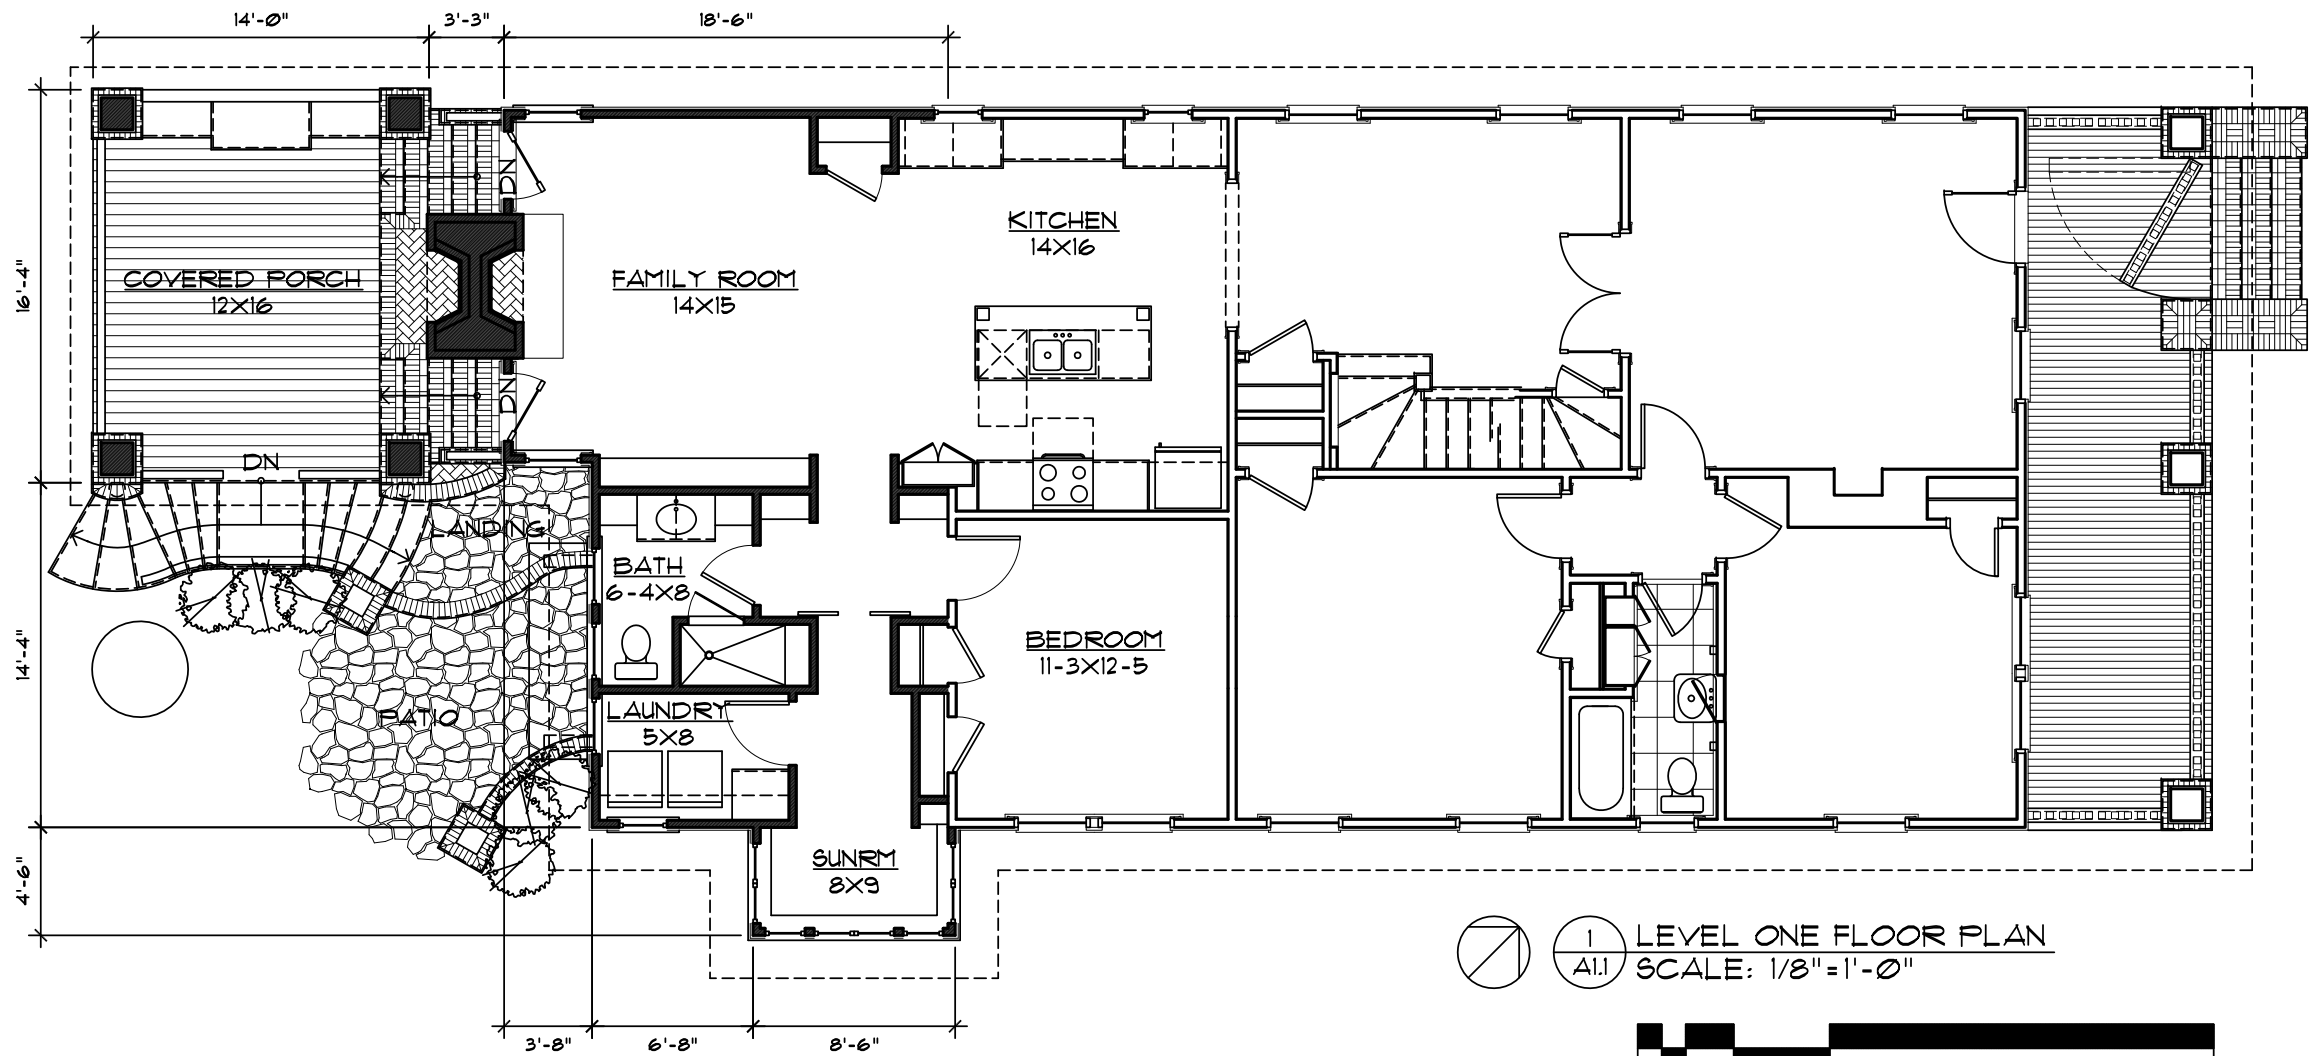 14'-0"
3'-3"
18'-6"
16'-4"
14'-4"
4'-6"
DN
DN
KITCHEN
14X16
COVERED PORCH
12X16
FAMILY ROOM
14X15
DN
LANDING
BATH
6-4X8
BEDROOM
11-3X12-5
PATIO
LAUNDRY
5X8
SUNRM
8X9
1
A1.1
LEVEL ONE FLOOR PLAN
SCALE: 1/8"=1'-0"
3'-8"
6'-8"
8'-6"